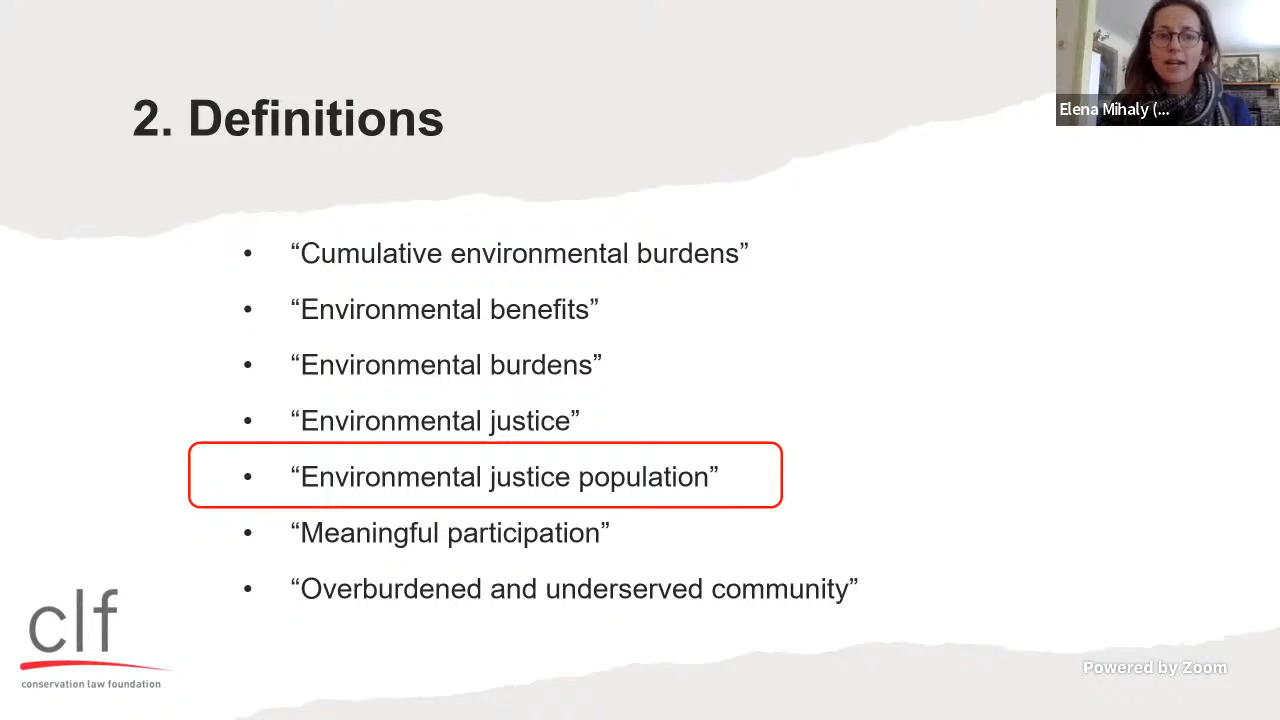 2. Definitions
Elena Mihaly (...
• “Cumulative environmental burdens”
• “Environmental benefits”
• “Environmental burdens”
• “Environmental justice”
• “Environmental justice population”
• “Meaningful participation”
• “Overburdened and underserved community”
clf
conservation law foundation
Powered by Zoom